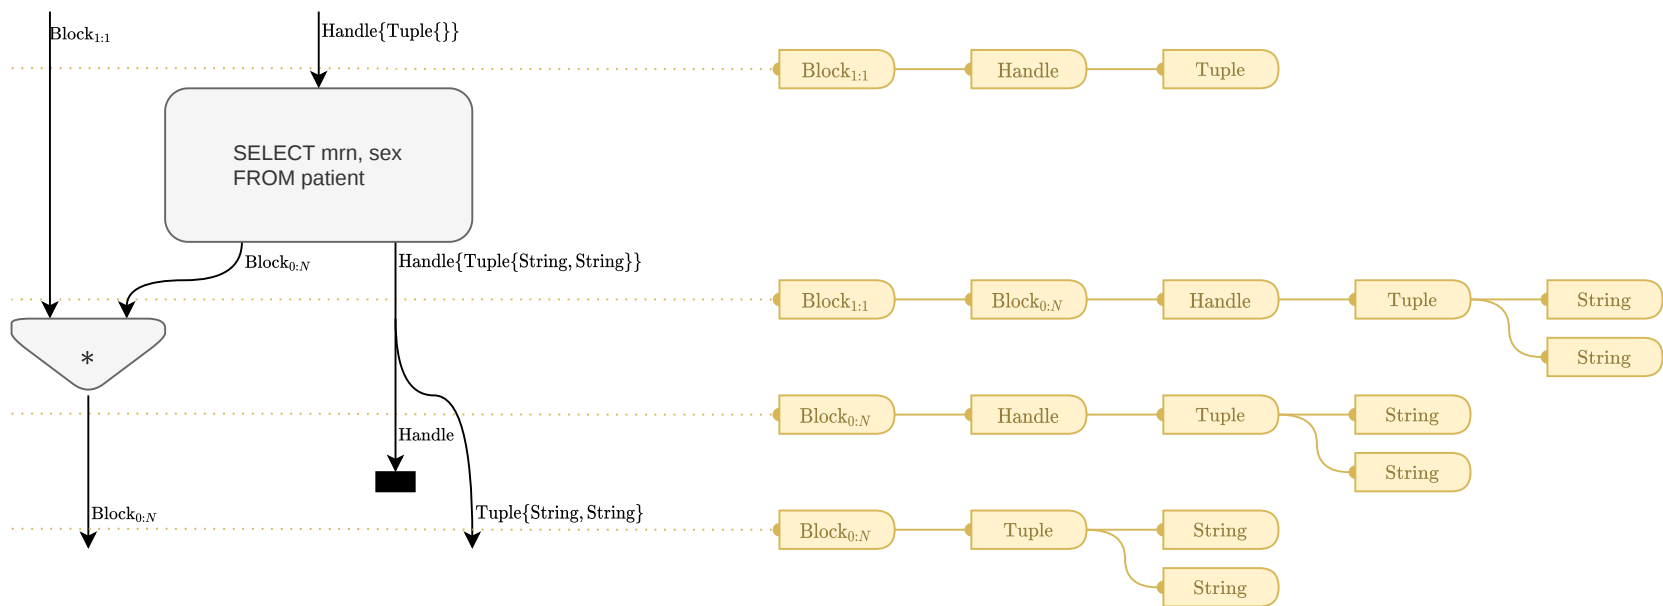 Block1:1
Handle{Tuple{}}
Block1:1 Handle Tuple
SELECT mrn, sex
FROM patient
Block0:N
Handle{Tuple{String, String}}
Block1:1 Block0:N Handle Tuple String
String
*
Block0:N Handle Tuple String
Handle
String
Block0:N
Tuple{String, String}
Block0:N Tuple String
String